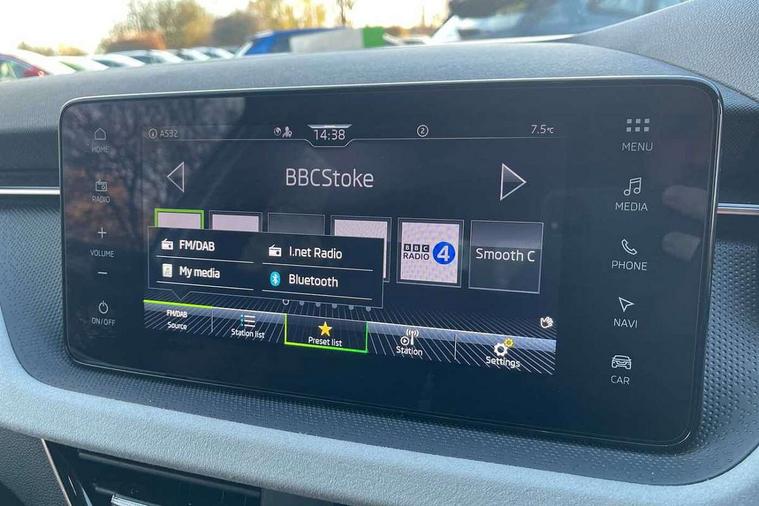 A532
14:38
2
7.5°C
BBCStoke
BBC
RADIO 4
Smooth C
FM/DAB
I.net Radio
My media
Bluetooth
FM/DAB
Source
Station list
Preset list
Station
Settings
HOME
RADIO
+
VOLUME
−
ON/OFF
MENU
MEDIA
PHONE
NAVI
CAR